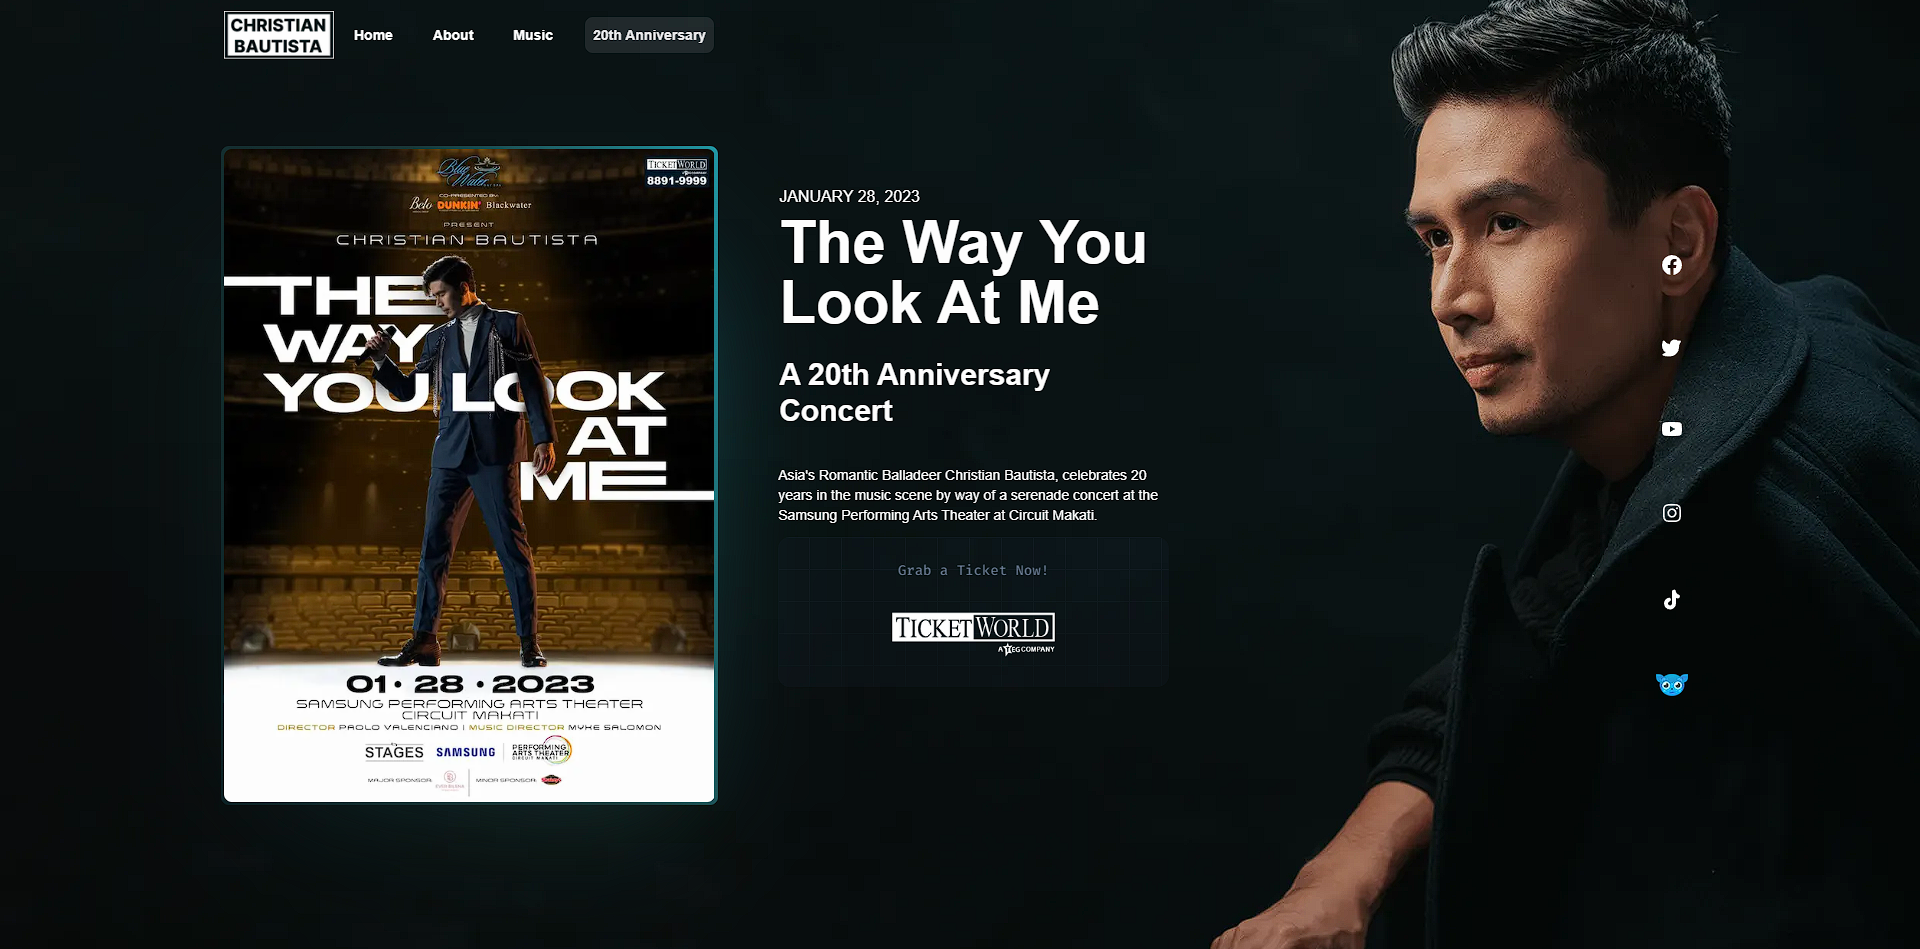 CHRISTIAN
BAUTISTA
Home
About
Music
20th Anniversary
Blue
Water
DAY SPA
TICKETWORLD
8891-9999
CO-PRESENTED BY:
Belo
DUNKIN'
Blackwater
PRESENT
CHRISTIAN BAUTISTA
THE
WAY
YOU LOOK
AT
ME
01 • 28 • 2023
SAMSUNG PERFORMING ARTS THEATER
CIRCUIT MAKATI
DIRECTOR PAOLO VALENCIANO | MUSIC DIRECTOR MYKE SALOMON
STAGES
SAMSUNG
PERFORMING
ARTS THEATER
CIRCUIT MAKATI
MAJOR SPONSOR:
MINOR SPONSOR:
JANUARY 28, 2023
The Way You
Look At Me
A 20th Anniversary
Concert
Asia's Romantic Balladeer Christian Bautista, celebrates 20
years in the music scene by way of a serenade concert at the
Samsung Performing Arts Theater at Circuit Makati.
Grab a Ticket Now!
TICKETWORLD
A TEG COMPANY